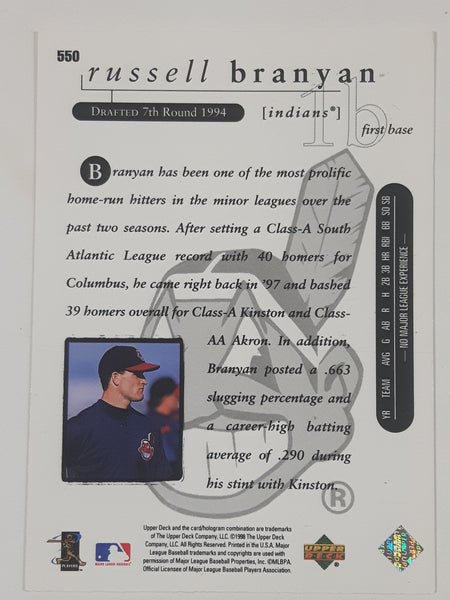 550
russell branyan™
DRAFTED 7th Round 1994
[indians®]
1b
first base
Branyan has been one of the most prolific
home-run hitters in the minor leagues over the
past two seasons. After setting a Class-A South
Atlantic League record with 40 homers for
Columbus, he came right back in '97 and bashed
39 homers overall for Class-A Kinston and Class-
AA Akron. In addition,
Branyan posted a .663
slugging percentage and
a career-high batting
average of .290 during
his stint with Kinston.
®
YR TEAM AVG G AB R H 2B 3B HR RBI BB SO SB
— NO MAJOR LEAGUE EXPERIENCE —
Upper Deck and the card/hologram combination are trademarks
of The Upper Deck Company, LLC. ©1998 The Upper Deck
Company, LLC. All Rights Reserved. Printed in the U.S.A. Major
League Baseball trademarks and copyrights are used with
permission of Major League Baseball Properties, Inc. ©MLBPA.
Official Licensee of Major League Baseball Players Association.
PLAYERS
MAJOR LEAGUE BASEBALL
UPPER
DECK